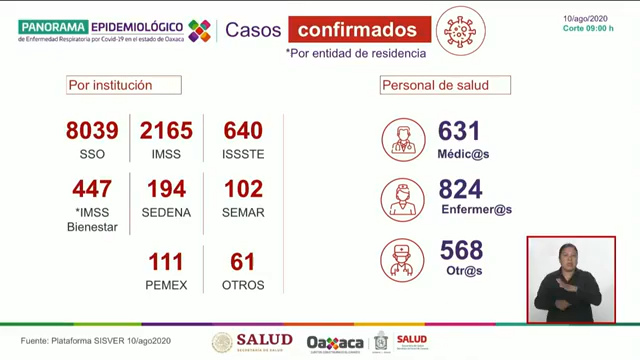 PANORAMA EPIDEMIOLÓGICO
de Enfermedad Respiratoria por Covid-19 en el estado de Oaxaca
Casos confirmados
*Por entidad de residencia
10/ago/2020
Corte 09:00 h
Por institución
Personal de salud
8039 2165 640
SSO IMSS ISSSTE
447 194 102
*IMSS Bienestar SEDENA SEMAR
111 61
PEMEX OTROS
631
Médic@s
824
Enfermer@s
568
Otr@s
Fuente: Plataforma SISVER 10/ago2020
SALUD
SECRETARÍA DE SALUD
Oaxaca
SALUD